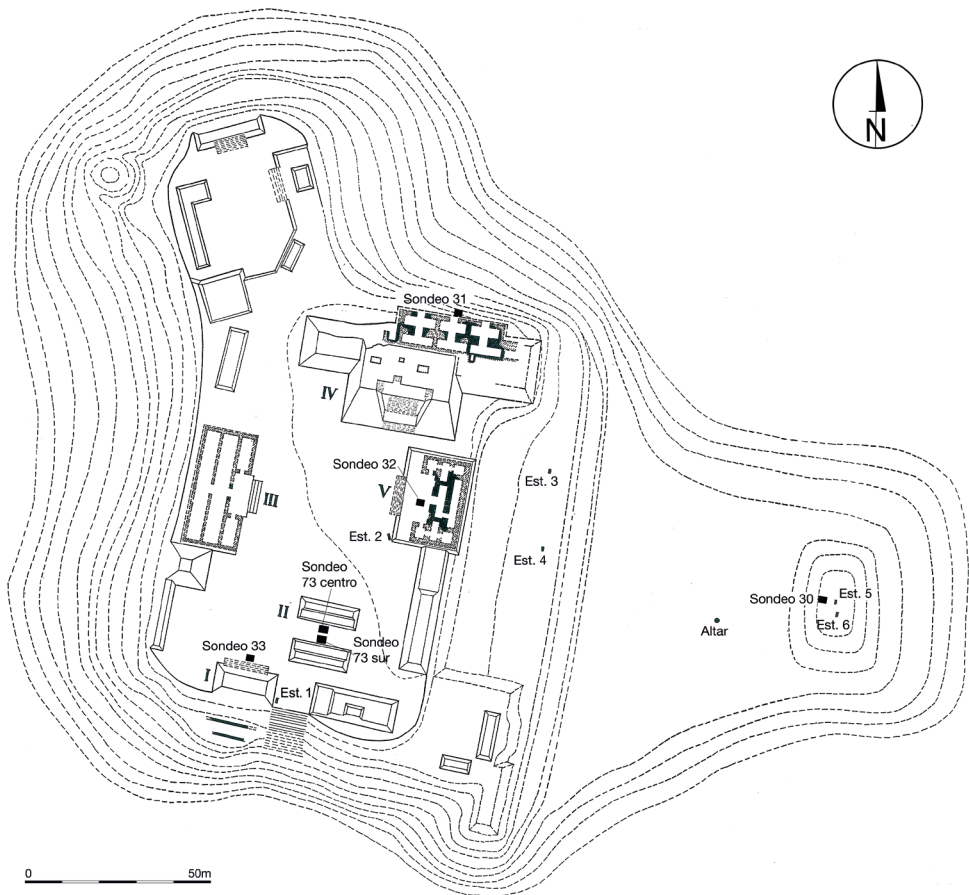 N
Sondeo 31
IV
Sondeo 32
V
Est. 3
III
Est. 2
Est. 4
Sondeo
73 centro
II
Sondeo 30
Est. 5
Est. 6
Altar
Sondeo 33
Sondeo
73 sur
I
Est. 1
0
50m